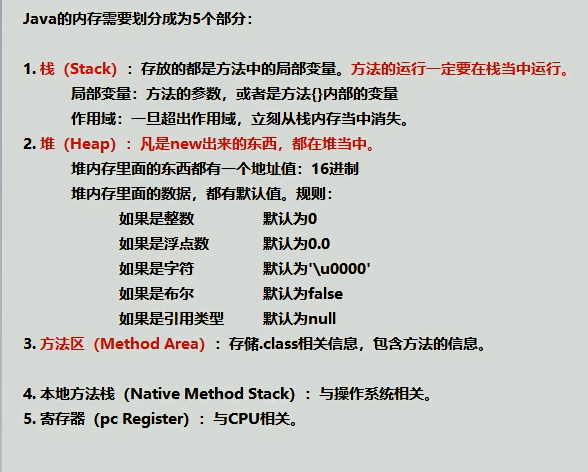 Java的内存需要划分成为5个部分：
1. 栈（Stack）：存放的都是方法中的局部变量。方法的运行一定要在栈当中运行。
局部变量：方法的参数，或者是方法{}内部的变量
作用域：一旦超出作用域，立刻从栈内存当中消失。
2. 堆（Heap）：凡是new出来的东西，都在堆当中。
堆内存里面的东西都有一个地址值：16进制
堆内存里面的数据，都有默认值。规则：
如果是整数 默认为0
如果是浮点数 默认为0.0
如果是字符 默认为'\u0000'
如果是布尔 默认为false
如果是引用类型 默认为null
3. 方法区（Method Area）：存储.class相关信息，包含方法的信息。
4. 本地方法栈（Native Method Stack）：与操作系统相关。
5. 寄存器（pc Register）：与CPU相关。